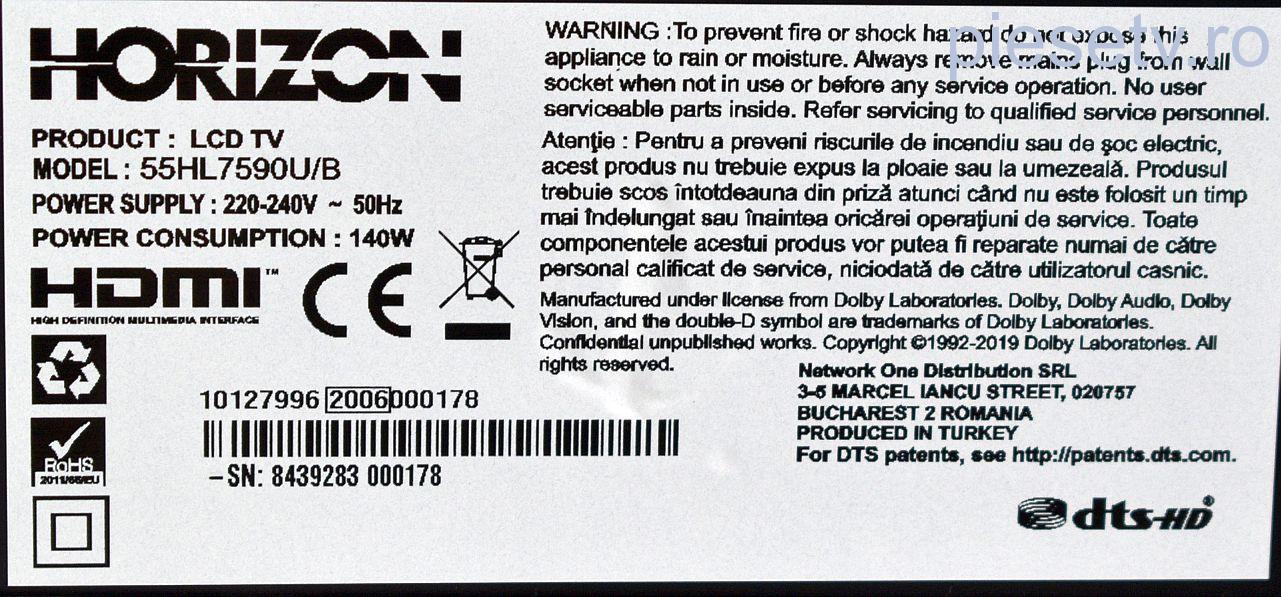 HORIZON
PRODUCT : LCD TV
MODEL : 55HL7590U/B
POWER SUPPLY : 220-240V ~ 50Hz
POWER CONSUMPTION : 140W
HDMI™
HIGH DEFINITION MULTIMEDIA INTERFACE
CE
RoHS
2011/65/EU
10127996 2006000178
-SN: 8439283 000178
piesetv.ro
WARNING :To prevent fire or shock hazard do not expose this
appliance to rain or moisture. Always remove mains plug from wall
socket when not in use or before any service operation. No user
serviceable parts inside. Refer servicing to qualified service personnel.
Atenţie : Pentru a preveni riscurile de incendiu sau de şoc electric,
acest produs nu trebuie expus la ploaie sau la umezeală. Produsul
trebuie scos întotdeauna din priză atunci când nu este folosit un timp
mai îndelungat sau înaintea oricărei operaţiuni de service. Toate
componentele acestui produs vor putea fi reparate numai de către
personal calificat de service, niciodată de către utilizatorul casnic.
Manufactured under license from Dolby Laboratories. Dolby, Dolby Audio, Dolby
Vision, and the double-D symbol are trademarks of Dolby Laboratories.
Confidential unpublished works. Copyright ©1992-2019 Dolby Laboratories. All
rights reserved.
Network One Distribution SRL
3-5 MARCEL IANCU STREET, 020757
BUCHAREST 2 ROMANIA
PRODUCED IN TURKEY
For DTS patents, see http://patents.dts.com.
dts-HD®